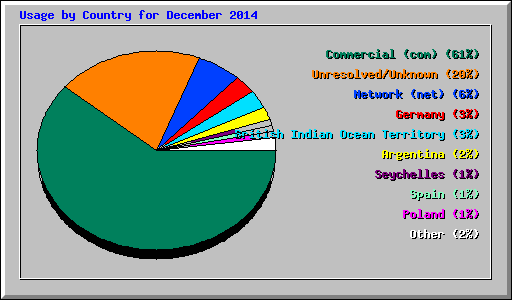 Usage by Country for December 2014
Commercial (com) (61%)
Unresolved/Unknown (20%)
Network (net) (6%)
Germany (3%)
British Indian Ocean Territory (3%)
Argentina (2%)
Seychelles (1%)
Spain (1%)
Poland (1%)
Other (2%)